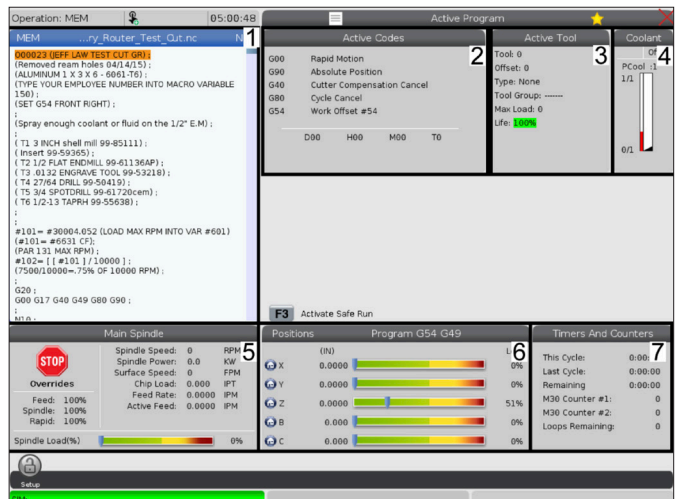 Operation: MEM
05:00:48
Active Program
MEM ...ry_Router_Test_Cut.nc N
1
O00023 (JEFF LAW TEST CUT GR) ;
(Removed ream holes 04/14/15) ;
(ALUMINUM 1 X 3 X 6 - 6061-T6) ;
(TYPE YOUR EMPLOYEE NUMBER INTO MACRO VARIABLE
150) ;
(SET G54 FRONT RIGHT) ;
;
(Spray enough coolant or fluid on the 1/2" E.M) ;
;
( T1 3 INCH shell mill 99-85111) ;
( Insert 99-59365) ;
( T2 1/2 FLAT ENDMILL 99-61136AP) ;
( T3 .0132 ENGRAVE TOOL 99-53218) ;
( T4 27/64 DRILL 99-50419) ;
( T5 3/4 SPOTDRILL 99-61720cem) ;
( T6 1/2-13 TAPRH 99-55638) ;
;
;
#101= #30004.052 (LOAD MAX RPM INTO VAR #601)
(#101= #6631 CF);
(PAR 131 MAX RPM) ;
#102= [ [ #101 ] / 10000 ] ;
(7500/10000=.75% OF 10000 RPM) ;
;
G20 ;
G00 G17 G40 G49 G80 G90 ;
;
N10 ;
Active Codes
2
G00 Rapid Motion
G90 Absolute Position
G40 Cutter Compensation Cancel
G80 Cycle Cancel
G54 Work Offset #54
D00 H00 M00 T0
Active Tool
3
Tool: 0
Offset: 0
Type: None
Tool Group: ------
Max Load: 0
Life: 100%
Coolant
4
PCool :1
1/1
0/1
F3 Activate Safe Run
Main Spindle
5
STOP
Overrides
Feed: 100%
Spindle: 100%
Rapid: 100%
Spindle Speed: 0 RPM
Spindle Power: 0.0 KW
Surface Speed: 0 FPM
Chip Load: 0.000 IPT
Feed Rate: 0.0000 IPM
Active Feed: 0.0000 IPM
Spindle Load(%) 0%
Positions Program G54 G49
6
(IN)
X 0.0000 0%
Y 0.0000 0%
Z 0.0000 51%
B 0.000 0%
C 0.000 0%
Timers And Counters
7
This Cycle: 0:00:
Last Cycle: 0:00:00
Remaining 0:00:00
M30 Counter #1: 0
M30 Counter #2: 0
Loops Remaining: 0
Setup